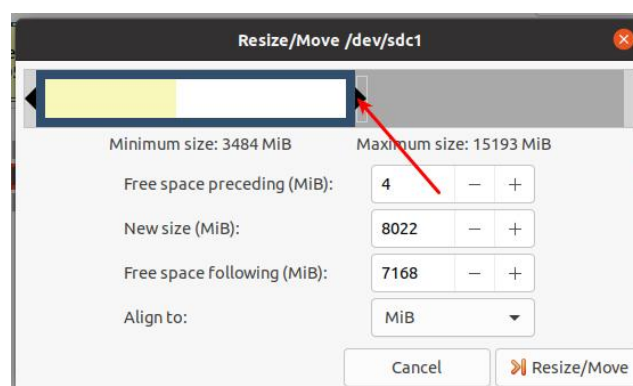 Resize/Move /dev/sdc1
Minimum size: 3484 MiB Maximum size: 15193 MiB
Free space preceding (MiB): 4
New size (MiB): 8022
Free space following (MiB): 7168
Align to: MiB
Cancel Resize/Move